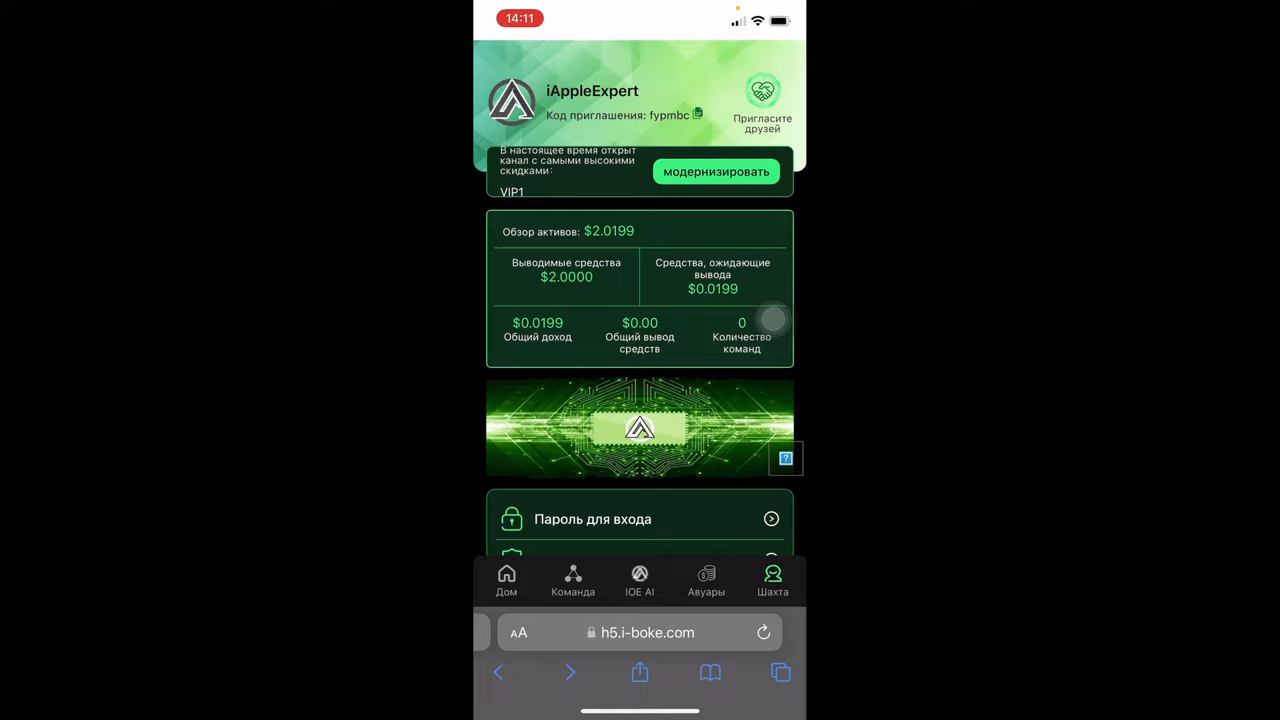 14:11
iAppleExpert
Код приглашения: fypmbc
Пригласите
друзей
В настоящее время открыт
канал с самыми высокими
скидками:
VIP1
модернизировать
Обзор активов: $2.0199
Выводимые средства
$2.0000
Средства, ожидающие
вывода
$0.0199
$0.0199
Общий доход
$0.00
Общий вывод
средств
0
Количество
команд
?
Пароль для входа
Дом
Команда
IOE AI
Авуары
Шахта
AA
h5.i-boke.com